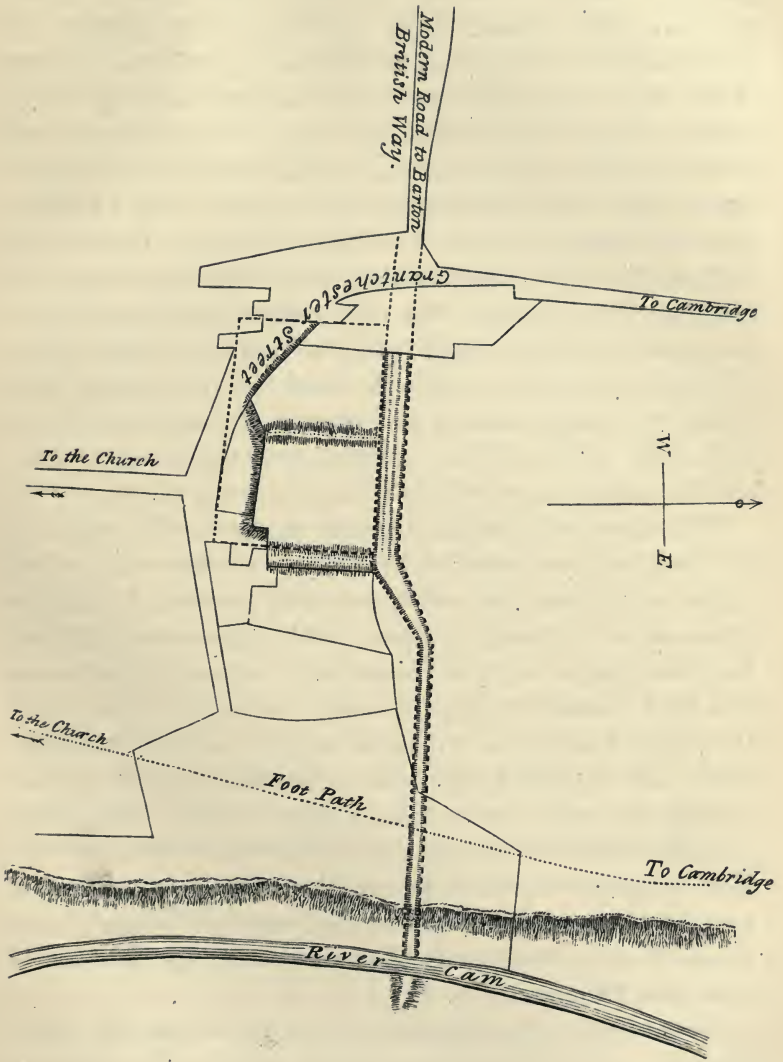 Modern Road to Barton
British Way.
Grantchester Street
To Cambridge
To the Church
W
E
To the Church
Foot Path
To Cambridge
River Cam